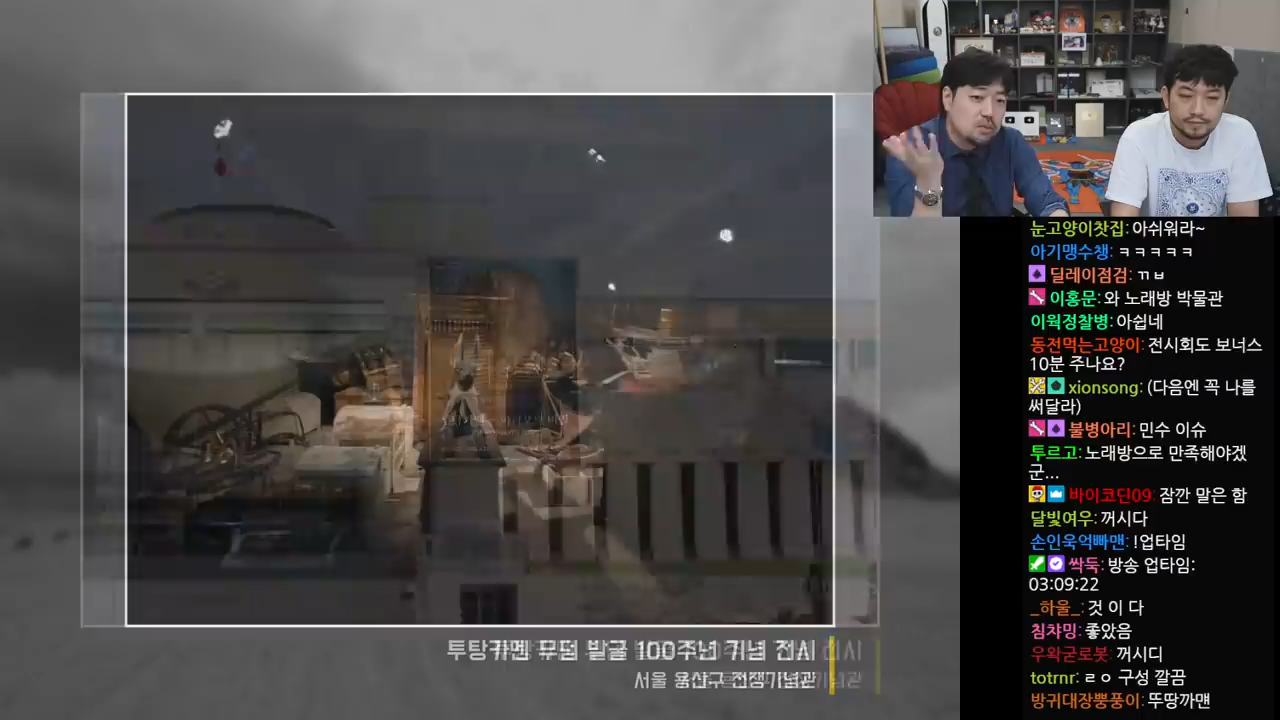 투탕카멘 무덤 발굴 100주년 기념 전시
서울 용산구 전쟁기념관
눈고양이찻집: 아쉬워라~
아기맹수챙: ㅋㅋㅋㅋㅋ
딜레이점검: ㄲㅂ
이홍문: 와 노래방 박물관
이웍정찰병: 아쉽네
동전먹는고양이: 전시회도 보너스
10분 주나요?
xionsong: (다음엔 꼭 나를
써달라)
불병아리: 민수 이슈
투르고: 노래방으로 만족해야겠
군...
바이코딘09: 잠깐 말은 함
달빛여우: 꺼시다
손인욱억빠맨: !업타임
싹둑: 방송 업타임:
03:09:22
_하울_: 것 이 다
침챠밍: 좋았음
우왁굳로봇: 꺼시디
totrnr: ㄹㅇ 구성 깔끔
방귀대장뿡풍이: 뚜땅까먠